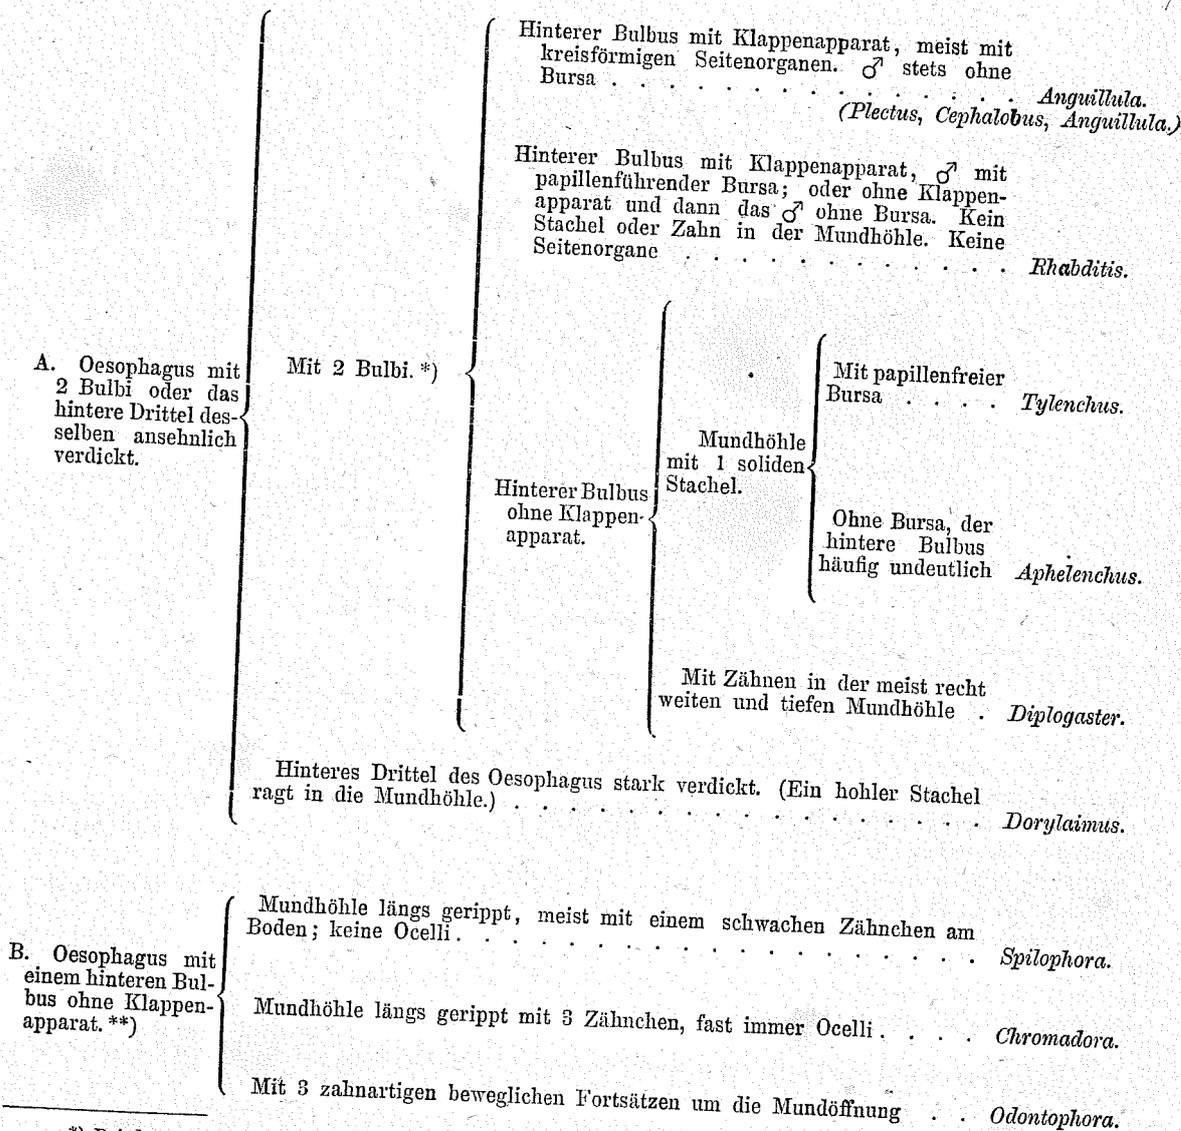 Hinterer Bulbus mit Klappenapparat, meist mit
kreisförmigen Seitenorganen. ♂ stets ohne
Bursa . . . . . . . . . . . . . . . Anguillula.
(Plectus, Cephalobus, Anguillula.)
Hinterer Bulbus mit Klappenapparat, ♂ mit
papillenführender Bursa; oder ohne Klappen-
apparat und dann das ♂ ohne Bursa. Kein
Stachel oder Zahn in der Mundhöhle. Keine
Seitenorgane . . . . . . . . . . . . Rhabditis.
A. Oesophagus mit
2 Bulbi oder das
hintere Drittel des-
selben ansehnlich
verdickt.
Mit 2 Bulbi. *)
Hinterer Bulbus
ohne Klappen-
apparat.
Mundhöhle
mit 1 soliden
Stachel.
Mit papillenfreier
Bursa . . . . Tylenchus.
Ohne Bursa, der
hintere Bulbus
häufig undeutlich Aphelenchus.
Mit Zähnen in der meist recht
weiten und tiefen Mundhöhle . Diplogaster.
Hinteres Drittel des Oesophagus stark verdickt. (Ein hohler Stachel
ragt in die Mundhöhle.) . . . . . . . . . . . . . . . . . Dorylaimus.
B. Oesophagus mit
einem hinteren Bul-
bus ohne Klappen-
apparat. **)
Mundhöhle längs gerippt, meist mit einem schwachen Zähnchen am
Boden; keine Ocelli . . . . . . . . . . . . . . . . . . . Spilophora.
Mundhöhle längs gerippt mit 3 Zähnchen, fast immer Ocelli . . . . Chromadora.
Mit 3 zahnartigen beweglichen Fortsätzen um die Mundöffnung . . Odontophora.